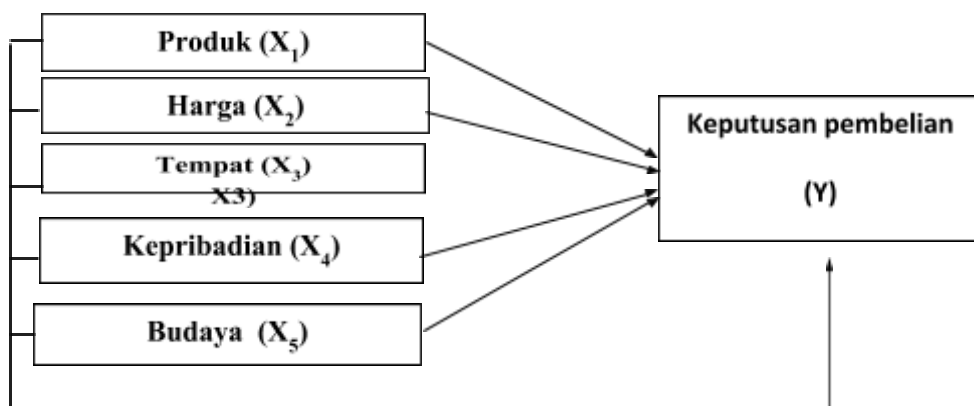 Produk (X₁)
Harga (X₂)
Tempat (X₃)
X3)
Kepribadian (X₄)
Budaya (X₅)
Keputusan pembelian
(Y)